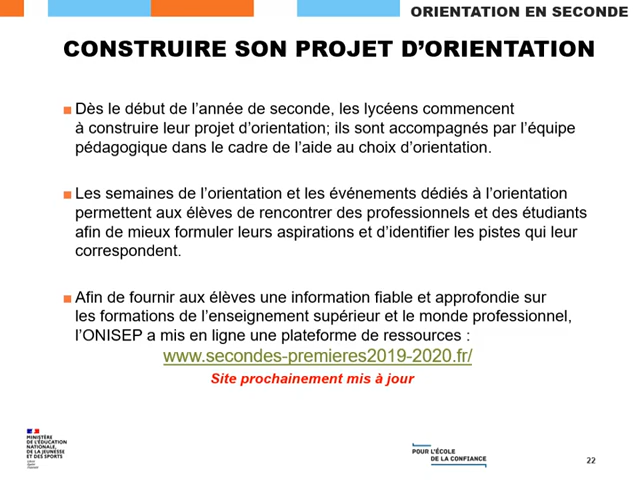 ORIENTATION EN SECONDE
CONSTRUIRE SON PROJET D’ORIENTATION
Dès le début de l’année de seconde, les lycéens commencent
à construire leur projet d’orientation; ils sont accompagnés par l’équipe
pédagogique dans le cadre de l’aide au choix d’orientation.
Les semaines de l’orientation et les événements dédiés à l’orientation
permettent aux élèves de rencontrer des professionnels et des étudiants
afin de mieux formuler leurs aspirations et d’identifier les pistes qui leur
correspondent.
Afin de fournir aux élèves une information fiable et approfondie sur
les formations de l’enseignement supérieur et le monde professionnel,
l’ONISEP a mis en ligne une plateforme de ressources :
www.secondes-premieres2019-2020.fr/
Site prochainement mis à jour
MINISTÈRE
DE L’ÉDUCATION
NATIONALE,
DE LA JEUNESSE
ET DES SPORTS
POUR L’ÉCOLE
DE LA CONFIANCE
22